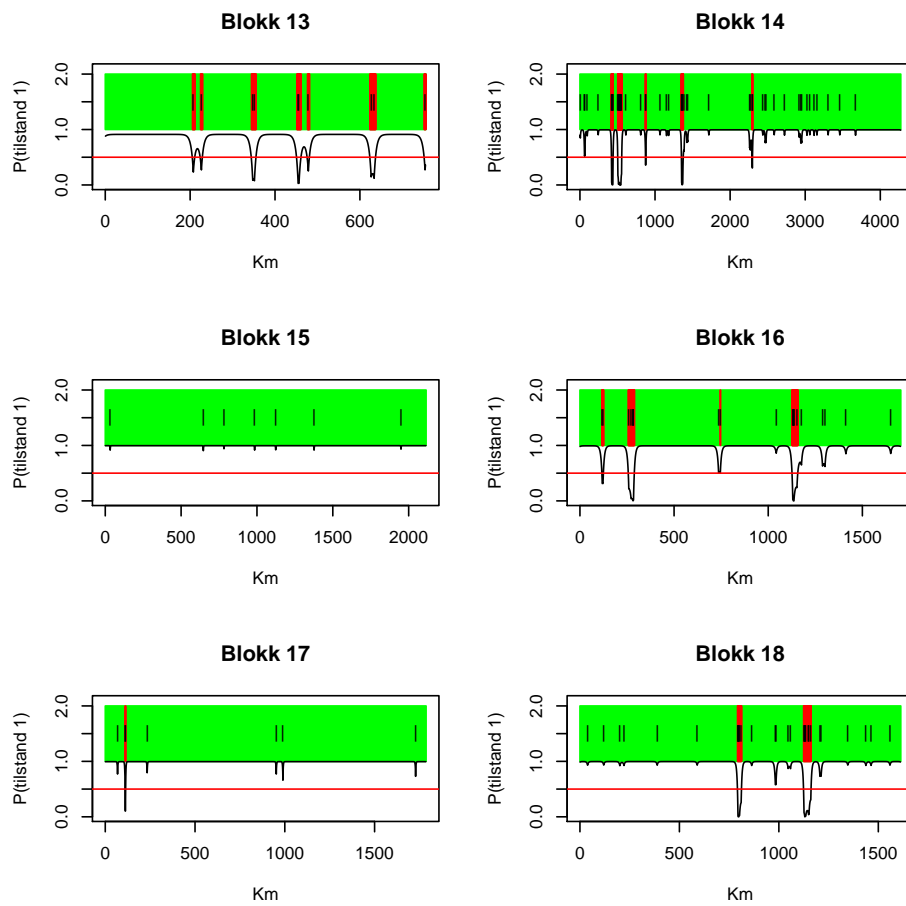 Blokk 13
P(tilstand 1)
0.0 1.0 2.0
0 200 400 600
Km
Blokk 14
P(tilstand 1)
0.0 1.0 2.0
0 1000 2000 3000 4000
Km
Blokk 15
P(tilstand 1)
0.0 1.0 2.0
0 500 1000 1500 2000
Km
Blokk 16
P(tilstand 1)
0.0 1.0 2.0
0 500 1000 1500
Km
Blokk 17
P(tilstand 1)
0.0 1.0 2.0
0 500 1000 1500
Km
Blokk 18
P(tilstand 1)
0.0 1.0 2.0
0 500 1000 1500
Km